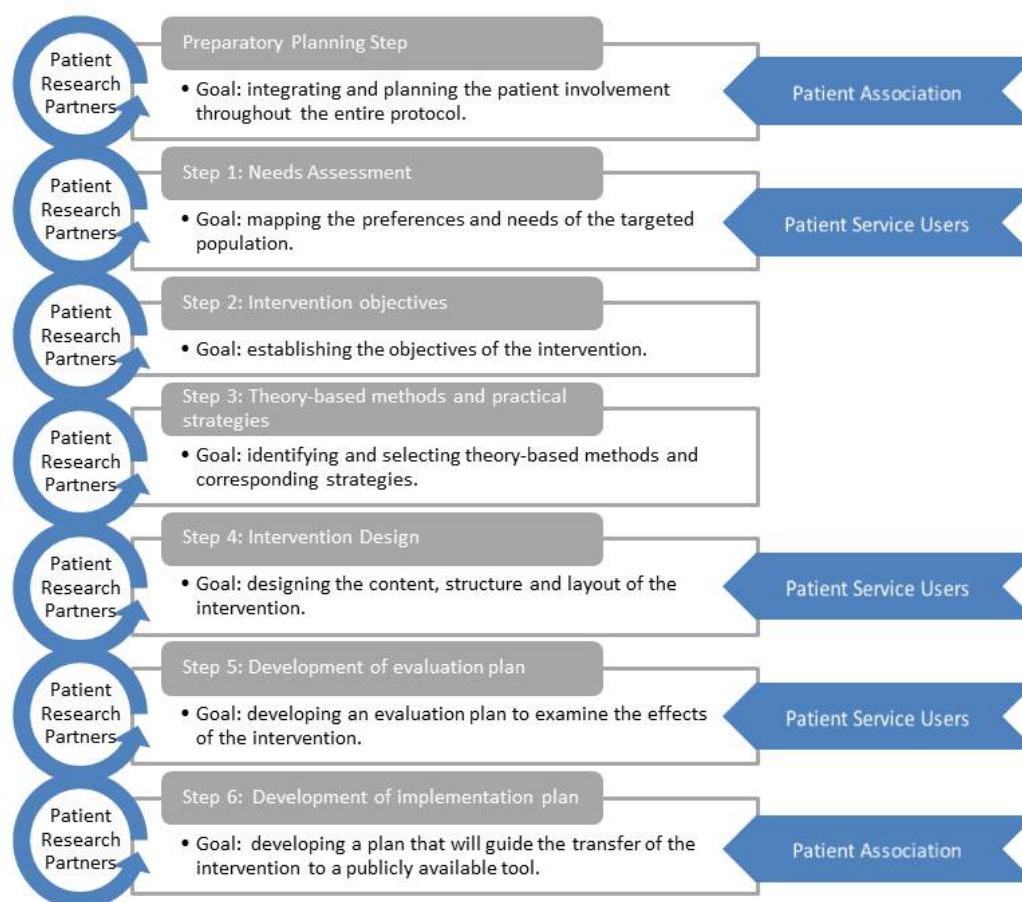 Patient
Research
Partners
Preparatory Planning Step
• Goal: integrating and planning the patient involvement
throughout the entire protocol.
Patient Association
Patient
Research
Partners
Step 1: Needs Assessment
• Goal: mapping the preferences and needs of the targeted
population.
Patient Service Users
Patient
Research
Partners
Step 2: Intervention objectives
• Goal: establishing the objectives of the intervention.
Patient
Research
Partners
Step 3: Theory-based methods and practical
strategies
• Goal: identifying and selecting theory-based methods and
corresponding strategies.
Patient
Research
Partners
Step 4: Intervention Design
• Goal: designing the content, structure and layout of the
intervention.
Patient Service Users
Patient
Research
Partners
Step 5: Development of evaluation plan
• Goal: developing an evaluation plan to examine the effects
of the intervention.
Patient Service Users
Patient
Research
Partners
Step 6: Development of implementation plan
• Goal: developing a plan that will guide the transfer of the
intervention to a publicly available tool.
Patient Association